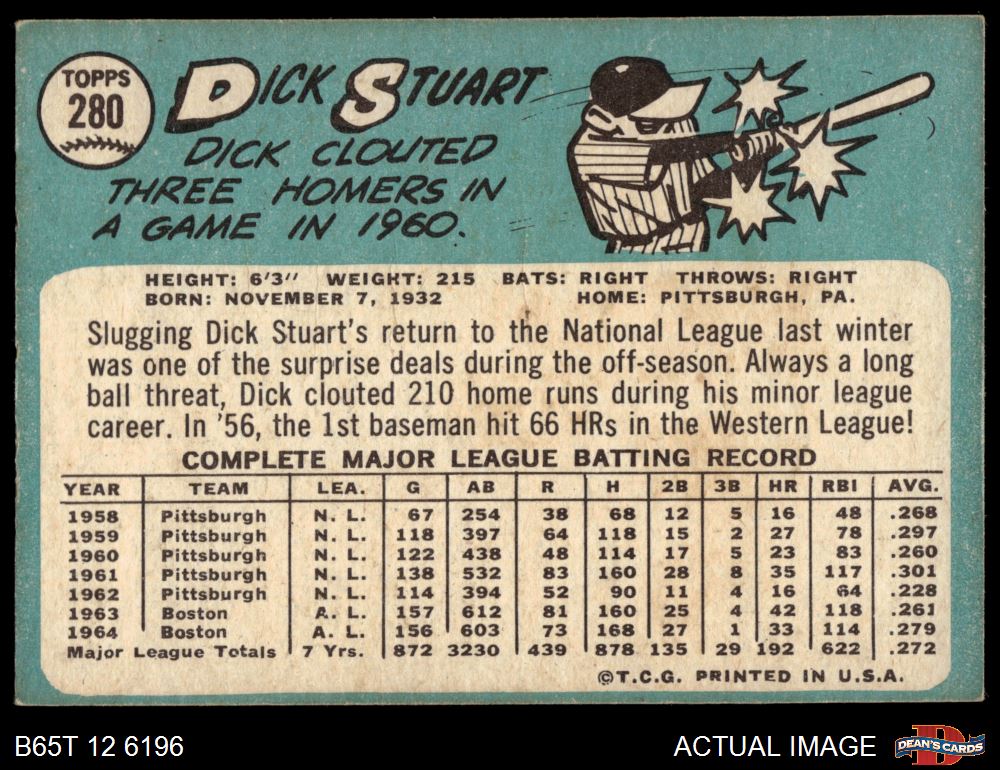 TOPPS
280
DICK STUART
DICK CLOUTED
THREE HOMERS IN
A GAME IN 1960.
HEIGHT: 6'3" WEIGHT: 215 BATS: RIGHT THROWS: RIGHT
BORN: NOVEMBER 7, 1932 HOME: PITTSBURGH, PA.
Slugging Dick Stuart's return to the National League last winter
was one of the surprise deals during the off-season. Always a long
ball threat, Dick clouted 210 home runs during his minor league
career. In '56, the 1st baseman hit 66 HRs in the Western League!
COMPLETE MAJOR LEAGUE BATTING RECORD
YEAR TEAM LEA. G AB R H 2B 3B HR RBI AVG.
1958 Pittsburgh N. L. 67 254 38 68 12 5 16 48 .268
1959 Pittsburgh N. L. 118 397 64 118 15 2 27 78 .297
1960 Pittsburgh N. L. 122 438 48 114 17 5 23 83 .260
1961 Pittsburgh N. L. 138 532 83 160 28 8 35 117 .301
1962 Pittsburgh N. L. 114 394 52 90 11 4 16 64 .228
1963 Boston A. L. 157 612 81 160 25 4 42 118 .261
1964 Boston A. L. 156 603 73 168 27 1 33 114 .279
Major League Totals 7 Yrs. 872 3230 439 878 135 29 192 622 .272
©T.C.G. PRINTED IN U.S.A.
B65T 12 6196 ACTUAL IMAGE DEAN'S CARDS